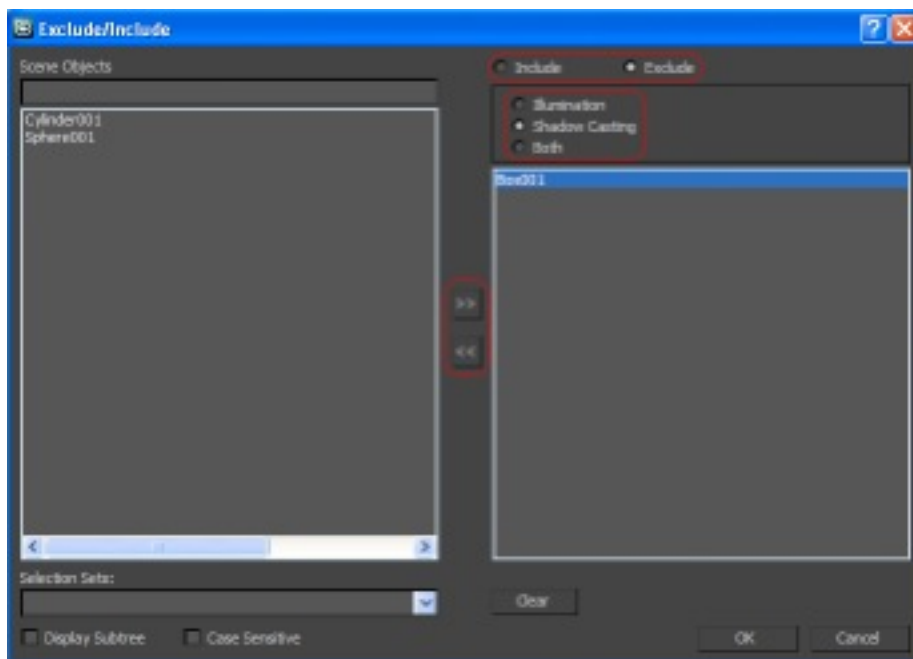 Exclude/Include
Scene Objects
Include
Exclude
Illumination
Shadow Casting
Both
Cylinder001
Sphere001
Box001
>>
<<
Selection Sets:
Clear
Display Subtree
Case Sensitive
OK
Cancel